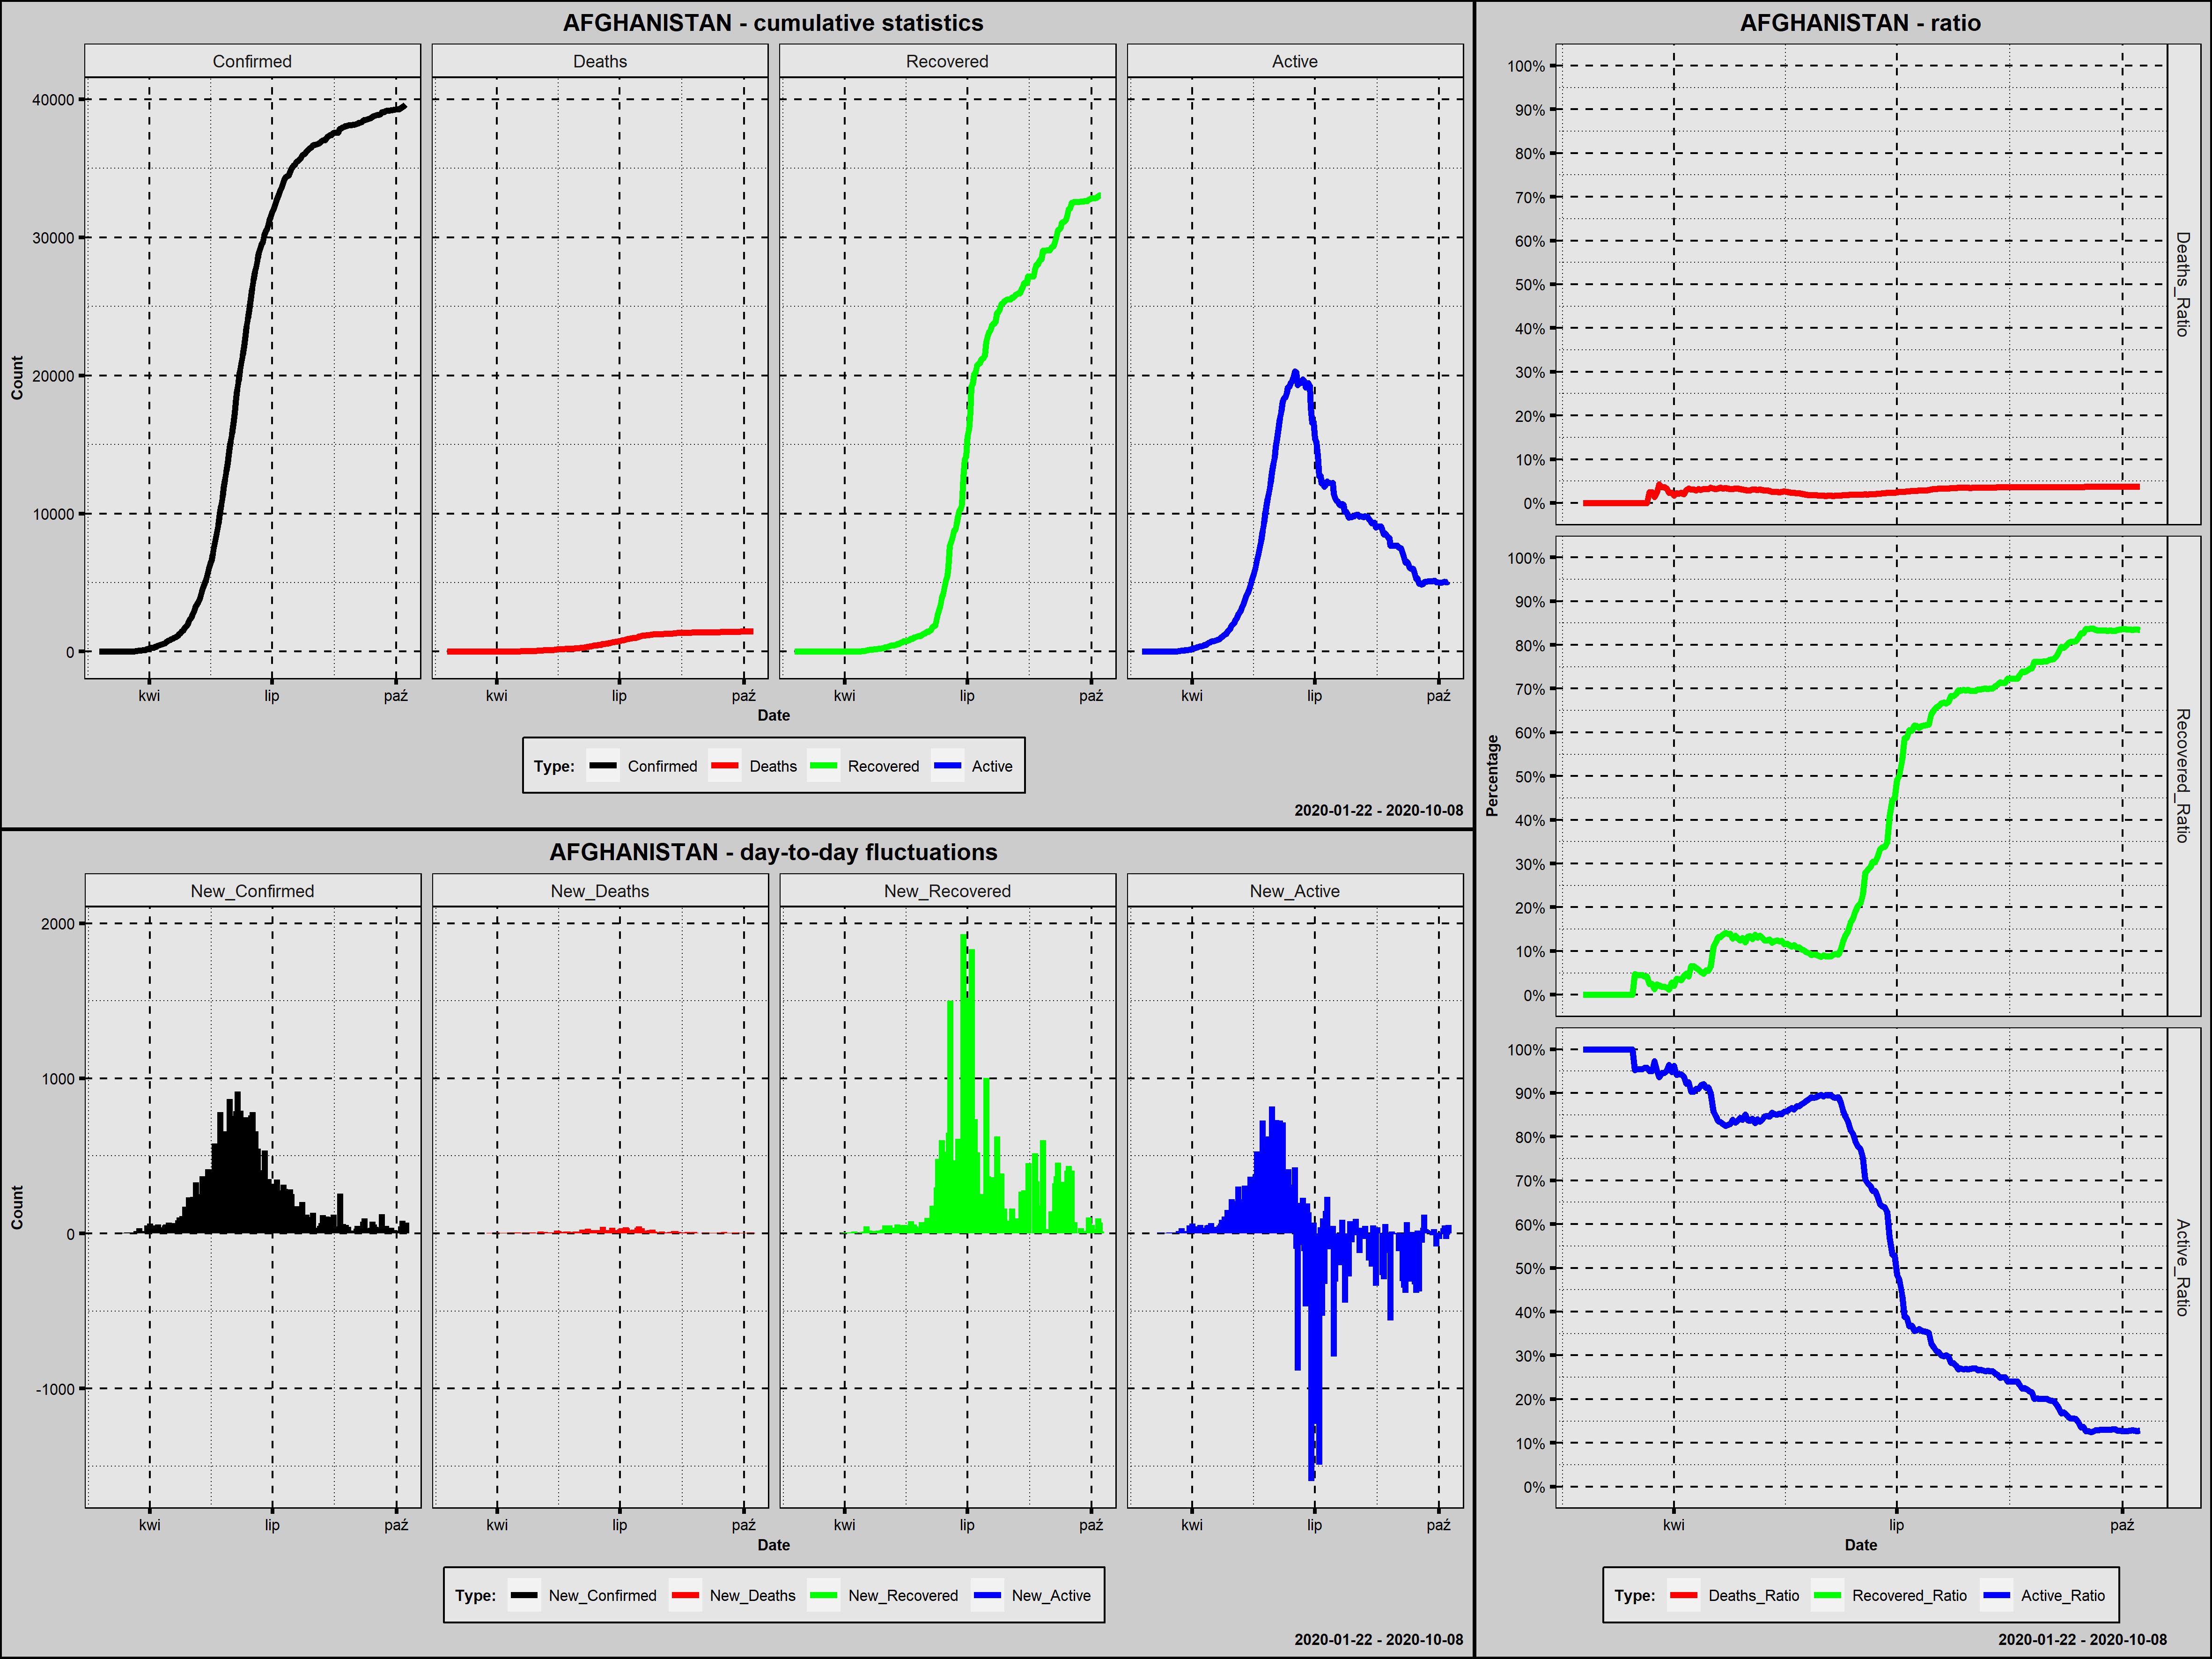 AFGHANISTAN - cumulative statistics
Confirmed Deaths Recovered Active
Count
40000
30000
20000
10000
0
kwi lip paź kwi lip paź kwi lip paź kwi lip paź
Date
Type: Confirmed Deaths Recovered Active
2020-01-22 - 2020-10-08
AFGHANISTAN - day-to-day fluctuations
New_Confirmed New_Deaths New_Recovered New_Active
Count
2000
1000
0
-1000
kwi lip paź kwi lip paź kwi lip paź kwi lip paź
Date
Type: New_Confirmed New_Deaths New_Recovered New_Active
2020-01-22 - 2020-10-08
AFGHANISTAN - ratio
Percentage
100%
90%
80%
70%
60%
50%
40%
30%
20%
10%
0%
Deaths_Ratio
100%
90%
80%
70%
60%
50%
40%
30%
20%
10%
0%
Recovered_Ratio
100%
90%
80%
70%
60%
50%
40%
30%
20%
10%
0%
Active_Ratio
kwi lip paź
Date
Type: Deaths_Ratio Recovered_Ratio Active_Ratio
2020-01-22 - 2020-10-08